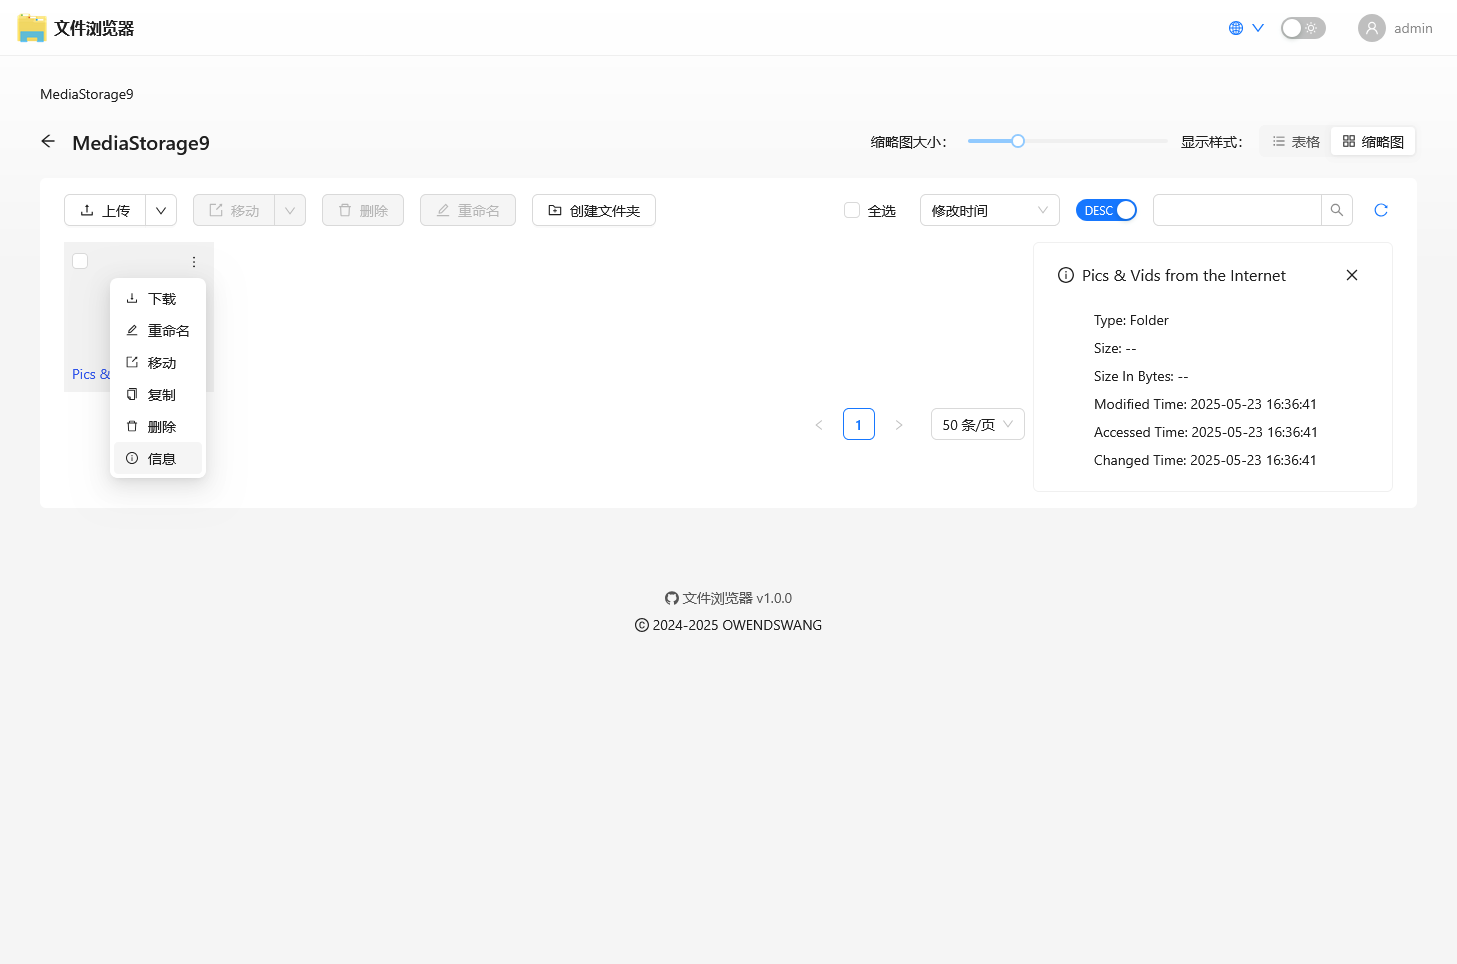 文件浏览器
admin
MediaStorage9
MediaStorage9
缩略图大小：
显示样式：
表格
缩略图
上传
移动
删除
重命名
创建文件夹
全选
修改时间
DESC
下载
重命名
移动
复制
删除
信息
Pics &
1
50 条/页
Pics & Vids from the Internet
Type: Folder
Size: --
Size In Bytes: --
Modified Time: 2025-05-23 16:36:41
Accessed Time: 2025-05-23 16:36:41
Changed Time: 2025-05-23 16:36:41
文件浏览器 v1.0.0
© 2024-2025 OWENDSWANG